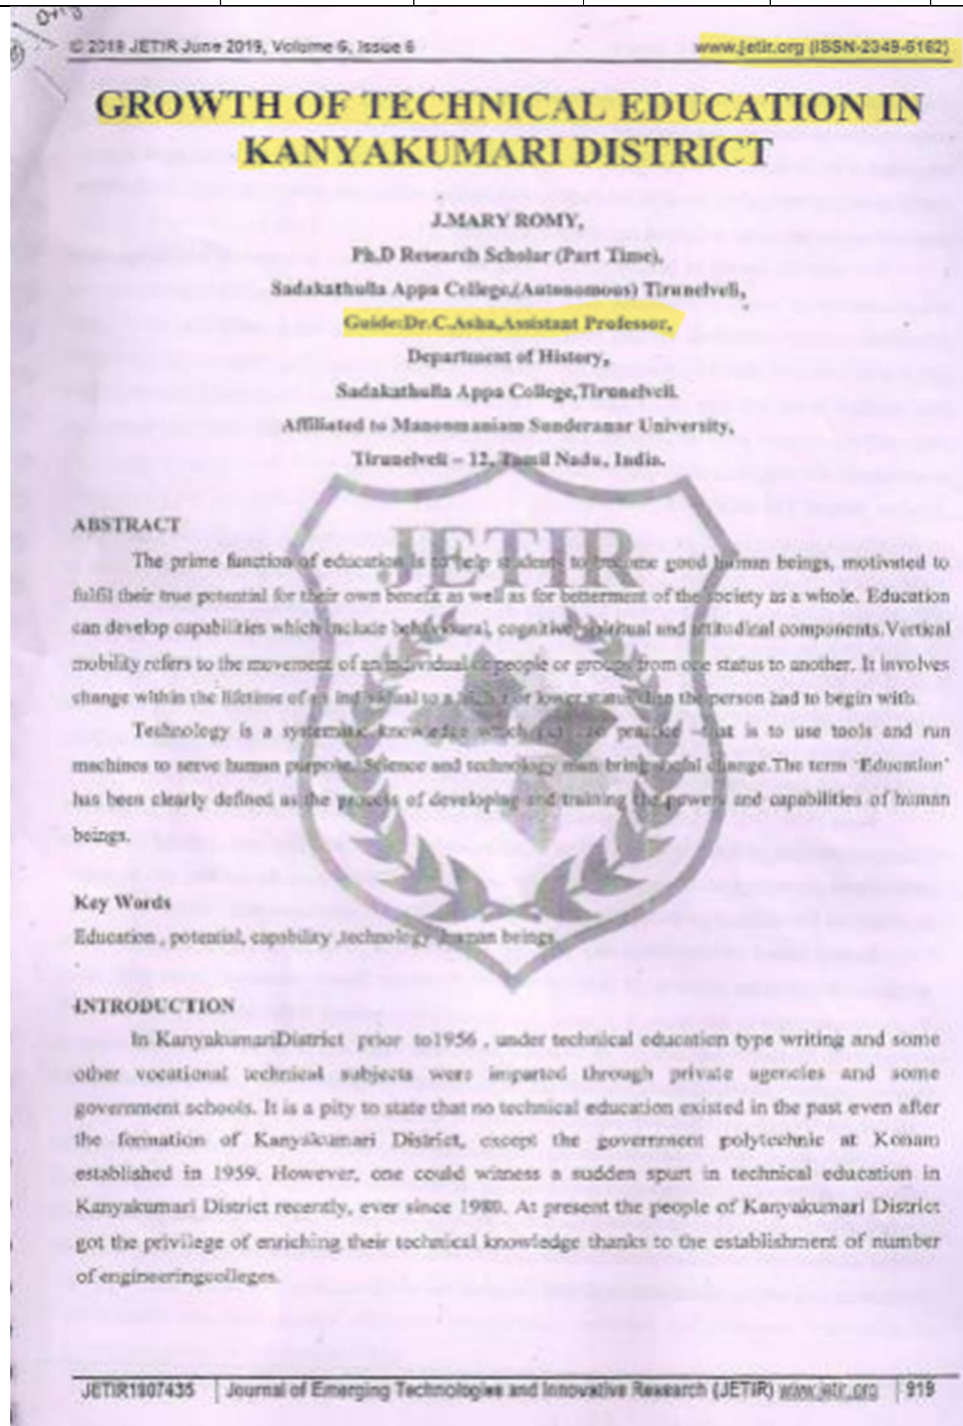 © 2019 JETIR June 2019, Volume 6, Issue 6 www.jetir.org (ISSN-2349-5162)
GROWTH OF TECHNICAL EDUCATION IN
KANYAKUMARI DISTRICT
J.MARY ROMY,
Ph.D Research Scholar (Part Time),
Sadakathulla Appa College,(Autonomous) Tirunelveli,
Guide:Dr.C.Asha,Assistant Professor,
Department of History,
Sadakathulla Appa College,Tirunelveli.
Affiliated to Manonmaniam Sunderanar University,
Tirunelveli – 12, Tamil Nadu, India.
JETIR
ABSTRACT
The prime function of education is to help students to become good human beings, motivated to
fulfil their true potential for their own benefit as well as for betterment of the society as a whole. Education
can develop capabilities which include behavioural, cognitive, spiritual and attitudinal components.Vertical
mobility refers to the movement of an individual or people or groups from one status to another. It involves
change within the lifetime of an individual to a higher or lower status than the person had to begin with.
Technology is a systematic knowledge which put into practice –that is to use tools and run
machines to serve human purpose. Science and technology man bring social change.The term ‘Education’
has been clearly defined as the process of developing and training the powers and capabilities of human
beings.
Key Words
Education , potential, capability ,technology ,human beings
INTRODUCTION
In KanyakumariDistrict prior to1956 , under technical education type writing and some
other vocational technical subjects were imparted through private agencies and some
government schools. It is a pity to state that no technical education existed in the past even after
the formation of Kanyakumari District, except the government polytechnic at Konam
established in 1959. However, one could witness a sudden spurt in technical education in
Kanyakumari District recently, ever since 1980. At present the people of Kanyakumari District
got the privilege of enriching their technical knowledge thanks to the establishment of number
of engineeringcolleges.
JETIR1907435 Journal of Emerging Technologies and Innovative Research (JETIR) www.jetir.org 919